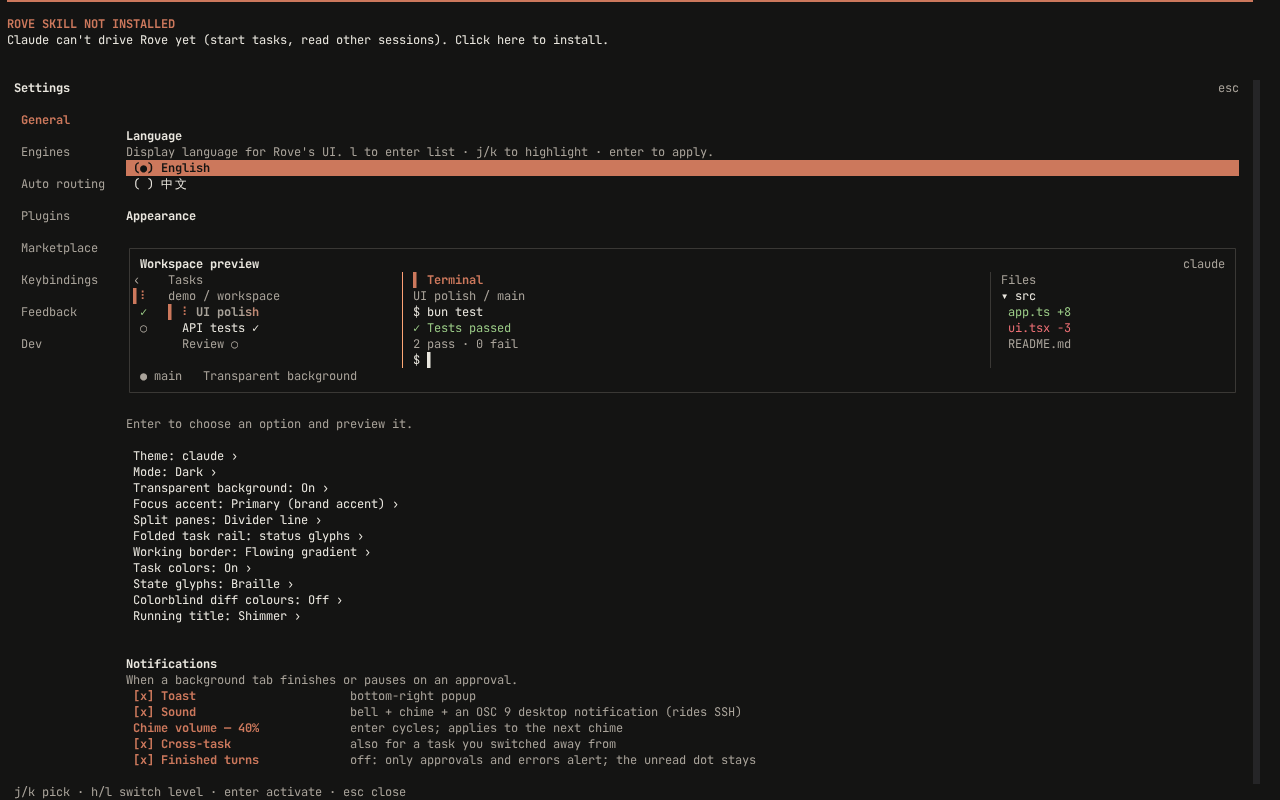 ROVE SKILL NOT INSTALLED
Claude can't drive Rove yet (start tasks, read other sessions). Click here to install.
Settings esc
General
Language
Engines Display language for Rove's UI. l to enter list · j/k to highlight · enter to apply.
(●) English
Auto routing ( ) 中文
Plugins Appearance
Marketplace
Workspace preview claude
Keybindings ‹ Tasks Terminal Files
⠇ demo / workspace UI polish / main ▾ src
Feedback ✓ ⠇ UI polish $ bun test app.ts +8
○ API tests ✓ ✓ Tests passed ui.tsx -3
Dev Review ○ 2 pass · 0 fail README.md
$
● main Transparent background
Enter to choose an option and preview it.
Theme: claude ›
Mode: Dark ›
Transparent background: On ›
Focus accent: Primary (brand accent) ›
Split panes: Divider line ›
Folded task rail: status glyphs ›
Working border: Flowing gradient ›
Task colors: On ›
State glyphs: Braille ›
Colorblind diff colours: Off ›
Running title: Shimmer ›
Notifications
When a background tab finishes or pauses on an approval.
[x] Toast bottom-right popup
[x] Sound bell + chime + an OSC 9 desktop notification (rides SSH)
Chime volume — 40% enter cycles; applies to the next chime
[x] Cross-task also for a task you switched away from
[x] Finished turns off: only approvals and errors alert; the unread dot stays
j/k pick · h/l switch level · enter activate · esc close